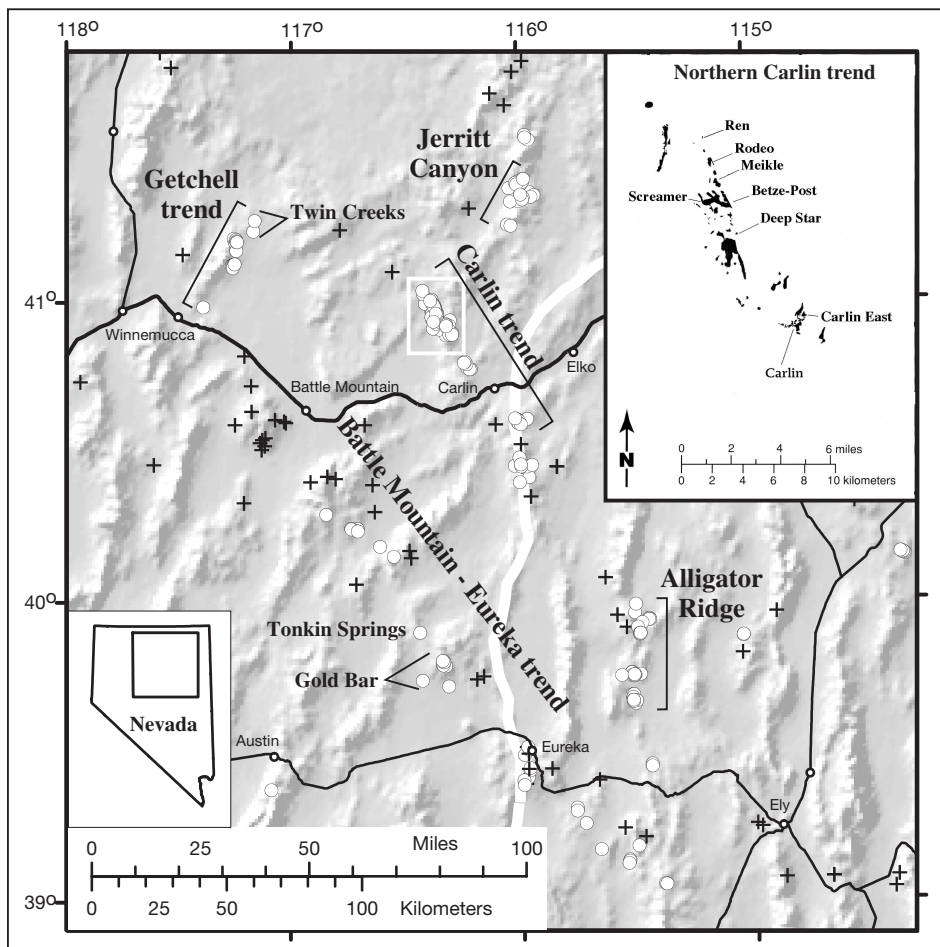 118° 117° 116° 115°
Northern Carlin trend
Ren
Rodeo
Meikle
Screamer
Betze-Post
Deep Star
Carlin East
Carlin
N
0 2 4 6 miles
0 2 4 6 8 10 kilometers
Jerritt
Canyon
Getchell
trend
Twin Creeks
Carlin trend
41°
Winnemucca
Battle Mountain
Carlin
Elko
Battle Mountain - Eureka trend
40°
Alligator
Ridge
Tonkin Springs
Gold Bar
Nevada
Austin
Eureka
Ely
0 25 50 Miles 100
0 25 50 100 Kilometers
39°